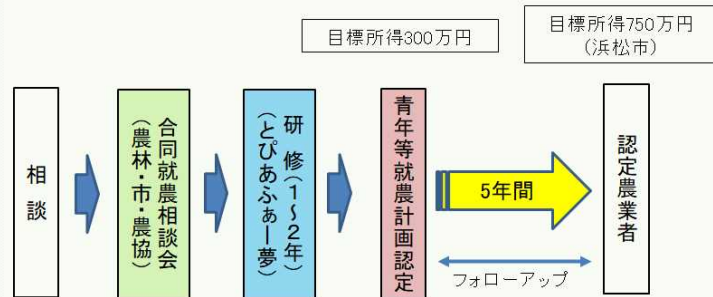 目標所得300万円
目標所得750万円
(浜松市)
相談
合同就農相談会
(農林・市・農協)
研修(1～2年)
(とぴあふぁー夢)
青年等就農計画認定
5年間
認定農業者
フォローアップ